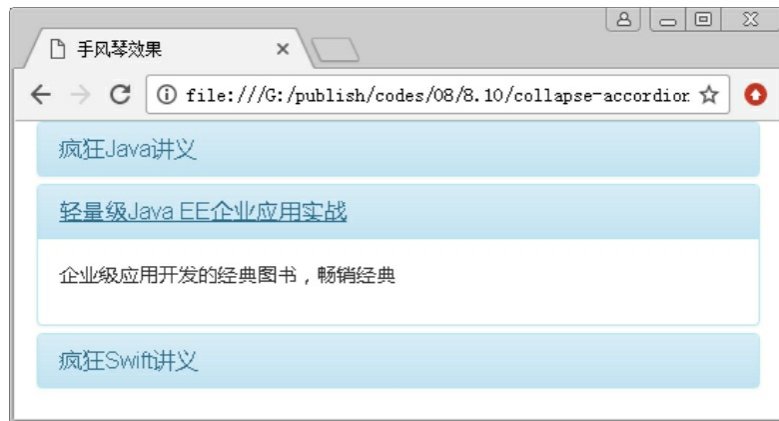 手风琴效果
file:///G:/publish/codes/08/8.10/collapse-accordior
疯狂Java讲义
轻量级Java EE企业应用实战
企业级应用开发的经典图书，畅销经典
疯狂Swift讲义